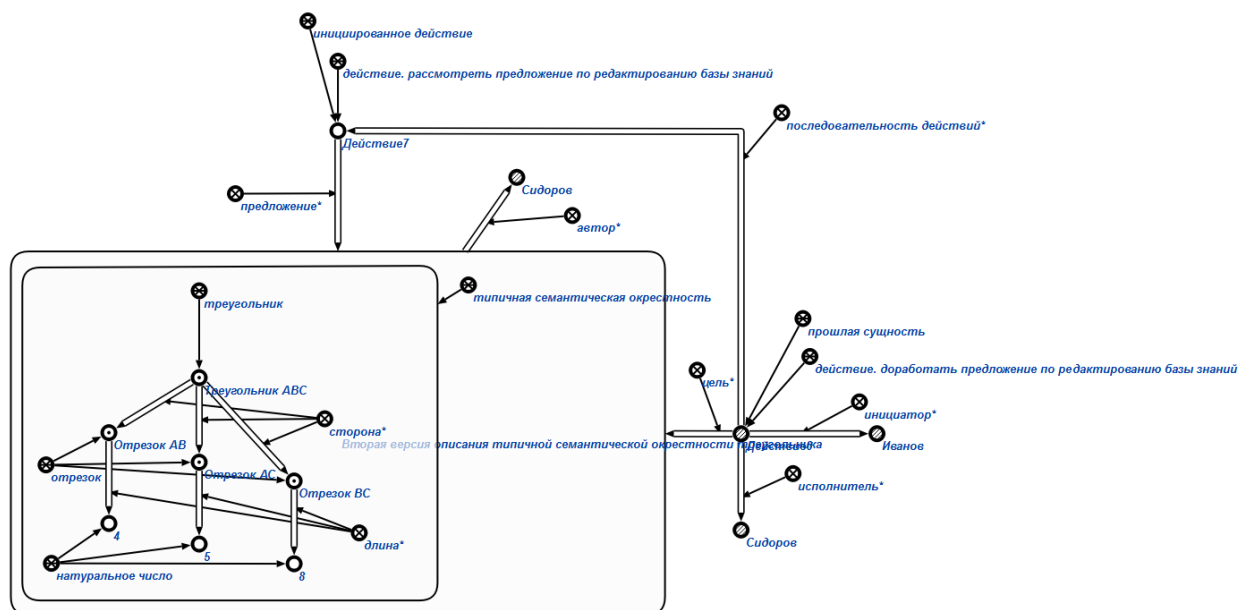 инициированное действие
действие. рассмотреть предложение по редактированию базы знаний
последовательность действий*
Действие7
Сидоров
предложение*
автор*
типичная семантическая окрестность
треугольник
прошлая сущность
действие. доработать предложение по редактированию базы знаний
цель*
Треугольник АВС
инициатор*
сторона*
Отрезок АВ
Вторая версия описания типичной семантической окрестности треугольника
Иванов
отрезок
Отрезок АС
исполнитель*
Отрезок ВС
4
длина*
Сидоров
5
натуральное число
8